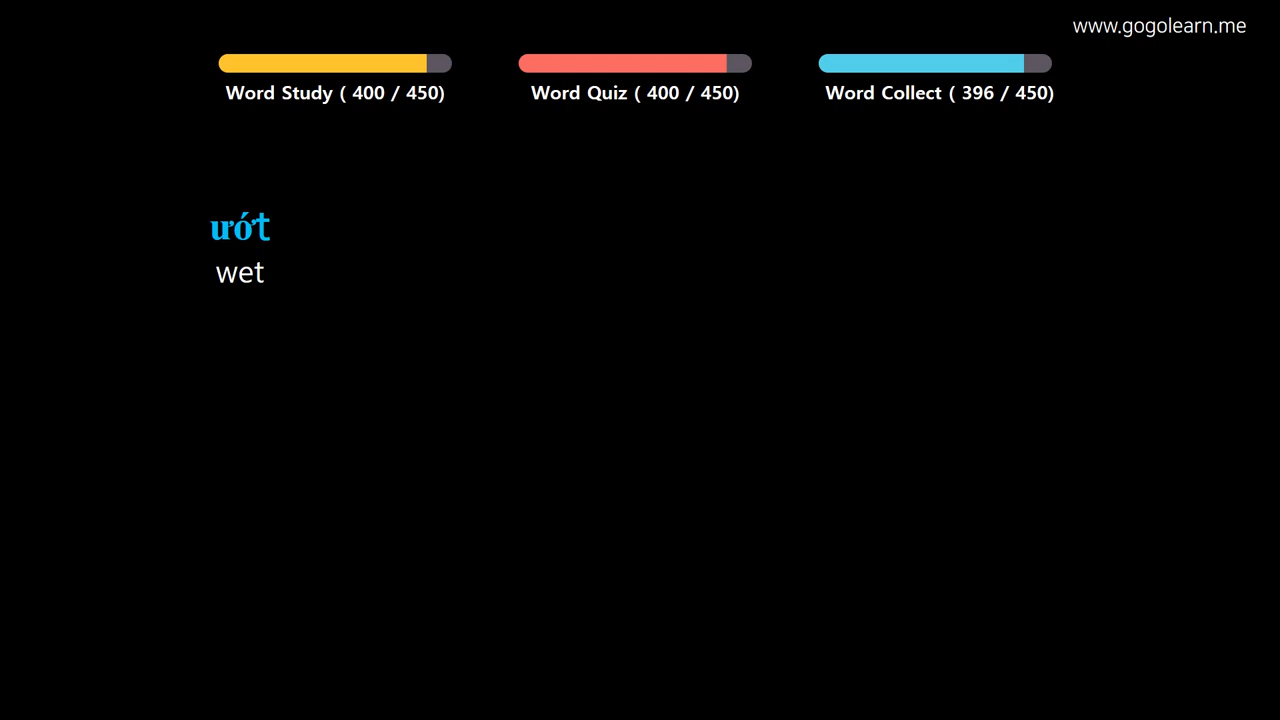 www.gogolearn.me
Word Study ( 400 / 450)
Word Quiz ( 400 / 450)
Word Collect ( 396 / 450)
ướt
wet